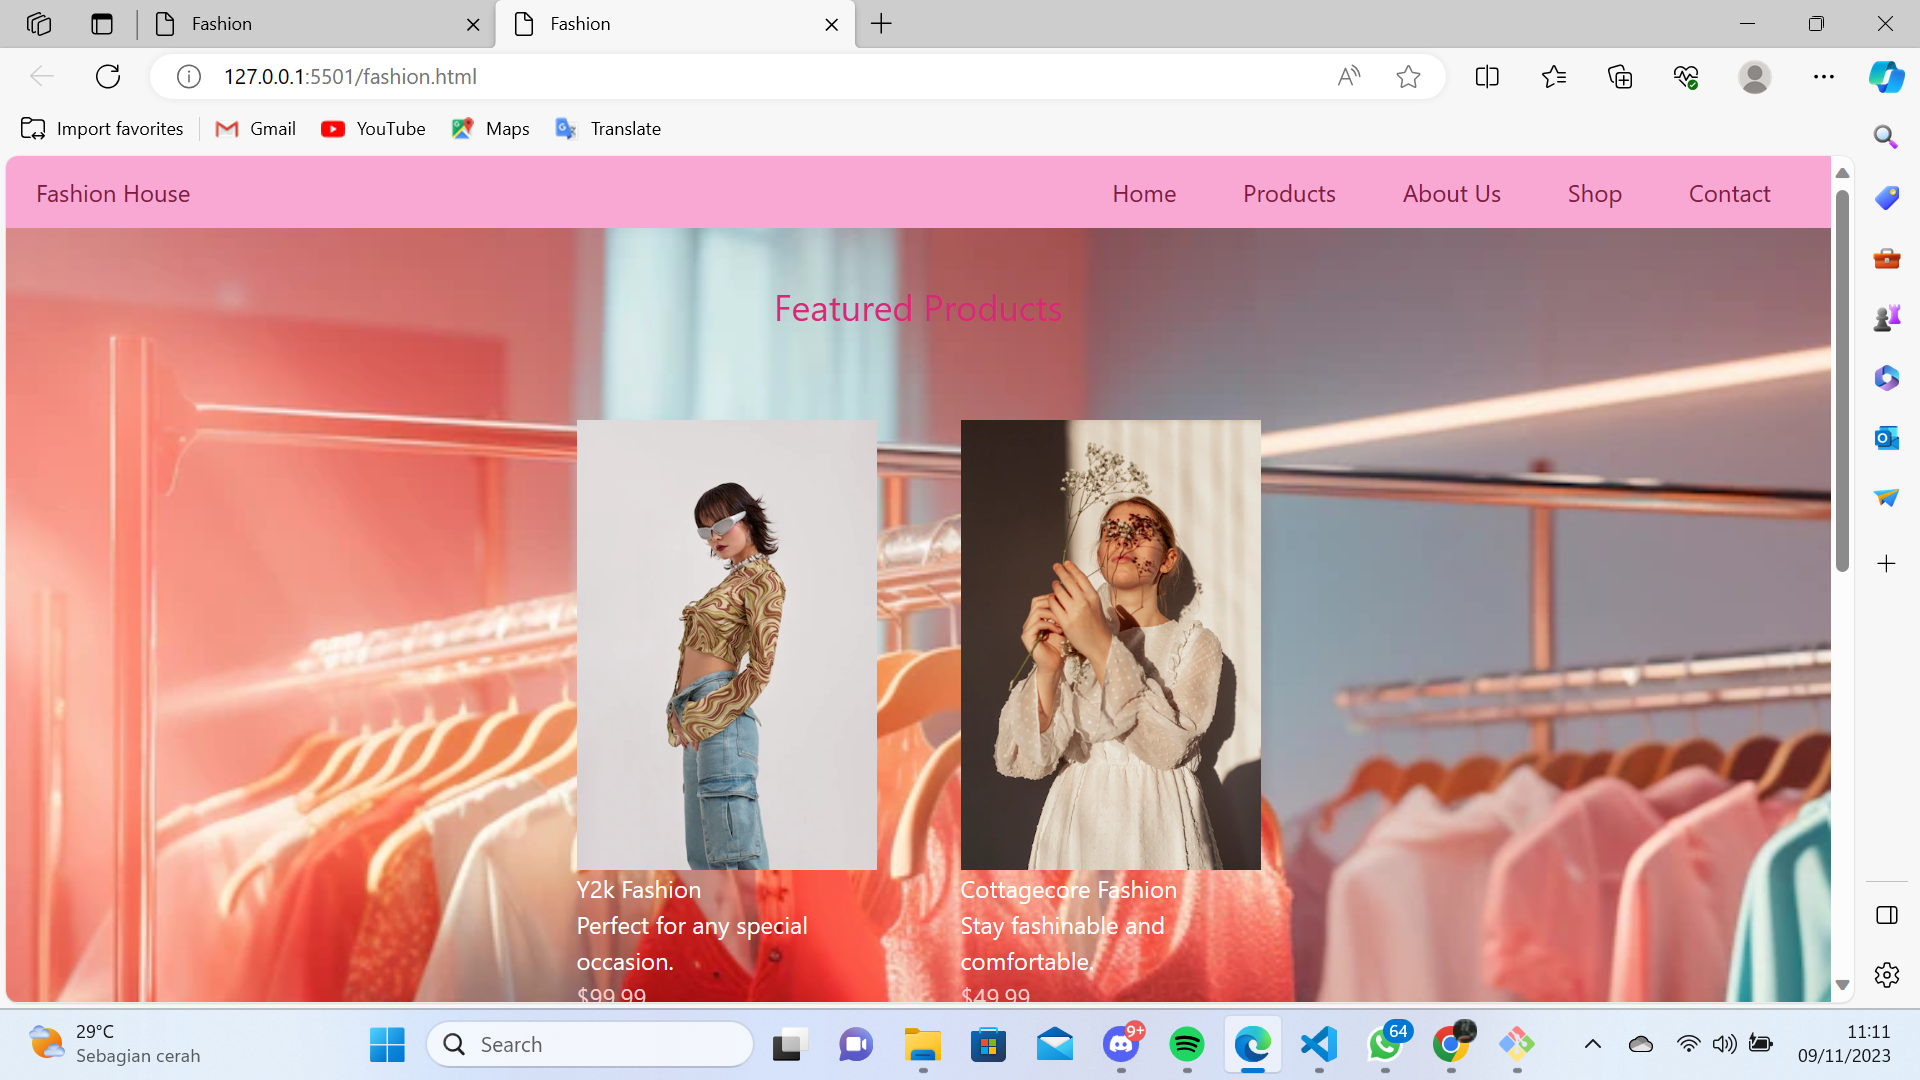 Fashion
Fashion
127.0.0.1:5501/fashion.html
Import favorites
Gmail
YouTube
Maps
Translate
Fashion House
Home
Products
About Us
Shop
Contact
Featured Products
Y2k Fashion
Perfect for any special
occasion.
$99.99
Cottagecore Fashion
Stay fashinable and
comfortable.
$49.99
29°C
Sebagian cerah
Search
9+
64
11:11
09/11/2023